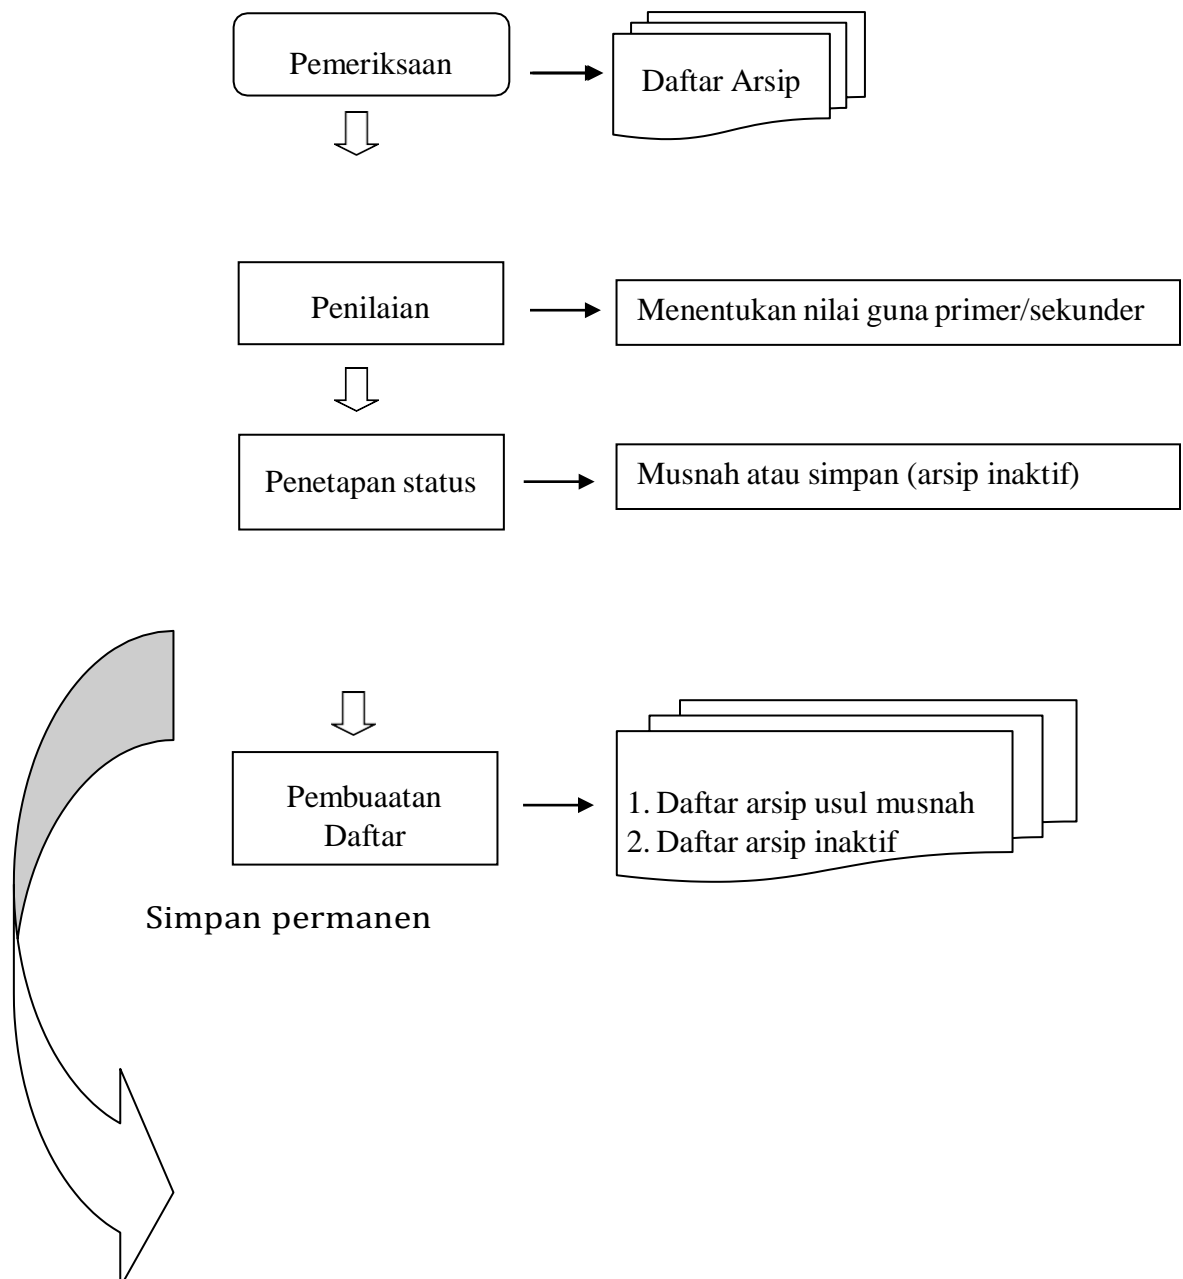 Pemeriksaan
Daftar Arsip
Penilaian
Menentukan nilai guna primer/sekunder
Penetapan status
Musnah atau simpan (arsip inaktif)
Pembuaatan
Daftar
1. Daftar arsip usul musnah
2. Daftar arsip inaktif
Simpan permanen